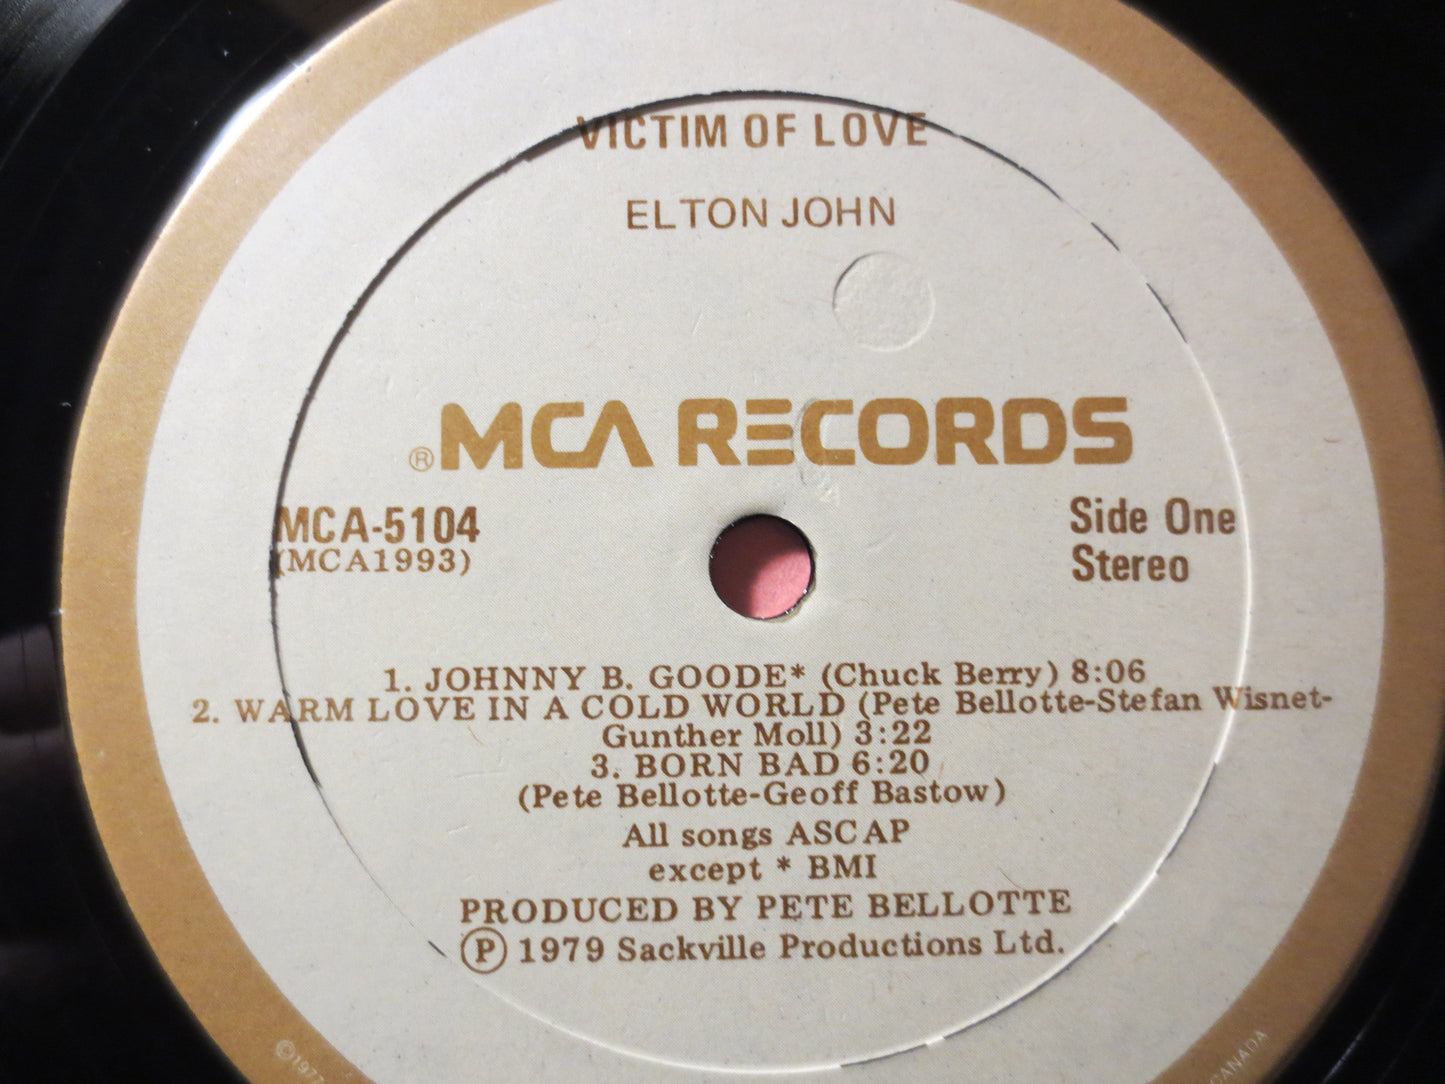 VICTIM OF LOVE
ELTON JOHN
® MCA RECORDS
MCA-5104
(MCA1993)
Side One
Stereo
1. JOHNNY B. GOODE* (Chuck Berry) 8:06
2. WARM LOVE IN A COLD WORLD (Pete Bellotte-Stefan Wisnet-
Gunther Moll) 3:22
3. BORN BAD 6:20
(Pete Bellotte-Geoff Bastow)
All songs ASCAP
except * BMI
PRODUCED BY PETE BELLOTTE
Ⓟ 1979 Sackville Productions Ltd.
©1977
CANADA